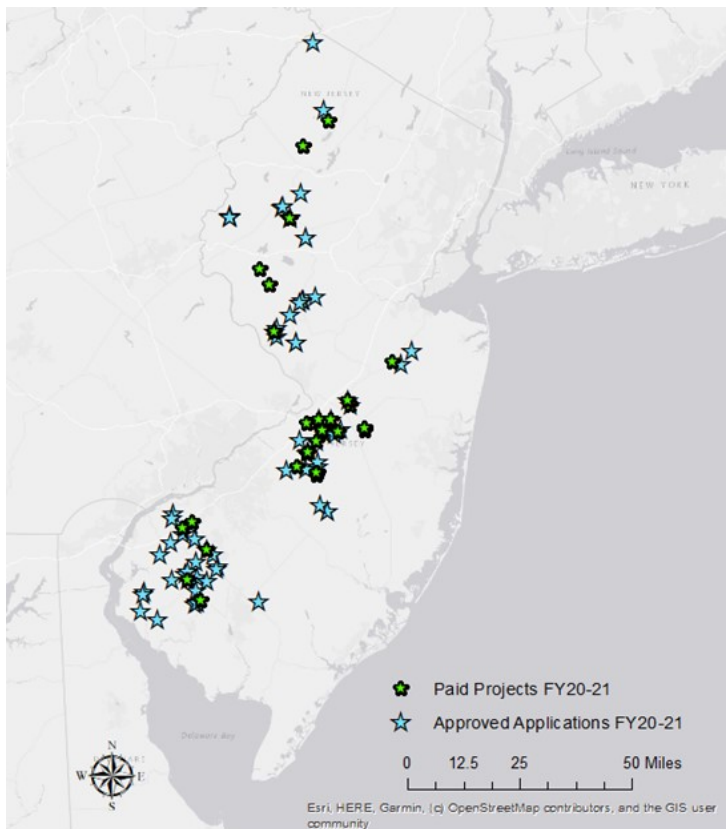 NEW JERSEY
Long Island Sound
NEW YORK
JERSEY
Paid Projects FY20-21
Approved Applications FY20-21
Delaware Bay
N
W
E
S
0 12.5 25 50 Miles
Esri, HERE, Garmin, (c) OpenStreetMap contributors, and the GIS user
community